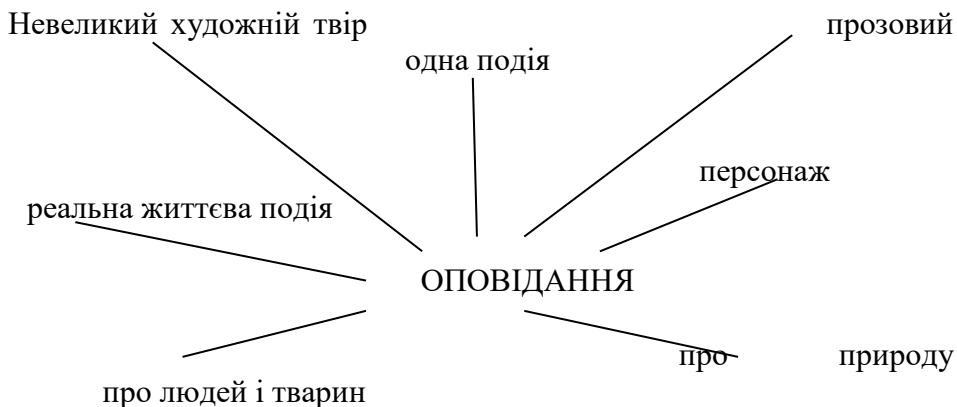 Невеликий художній твір
прозовий
одна подія
персонаж
реальна життєва подія
ОПОВІДАННЯ
про природу
про людей і тварин